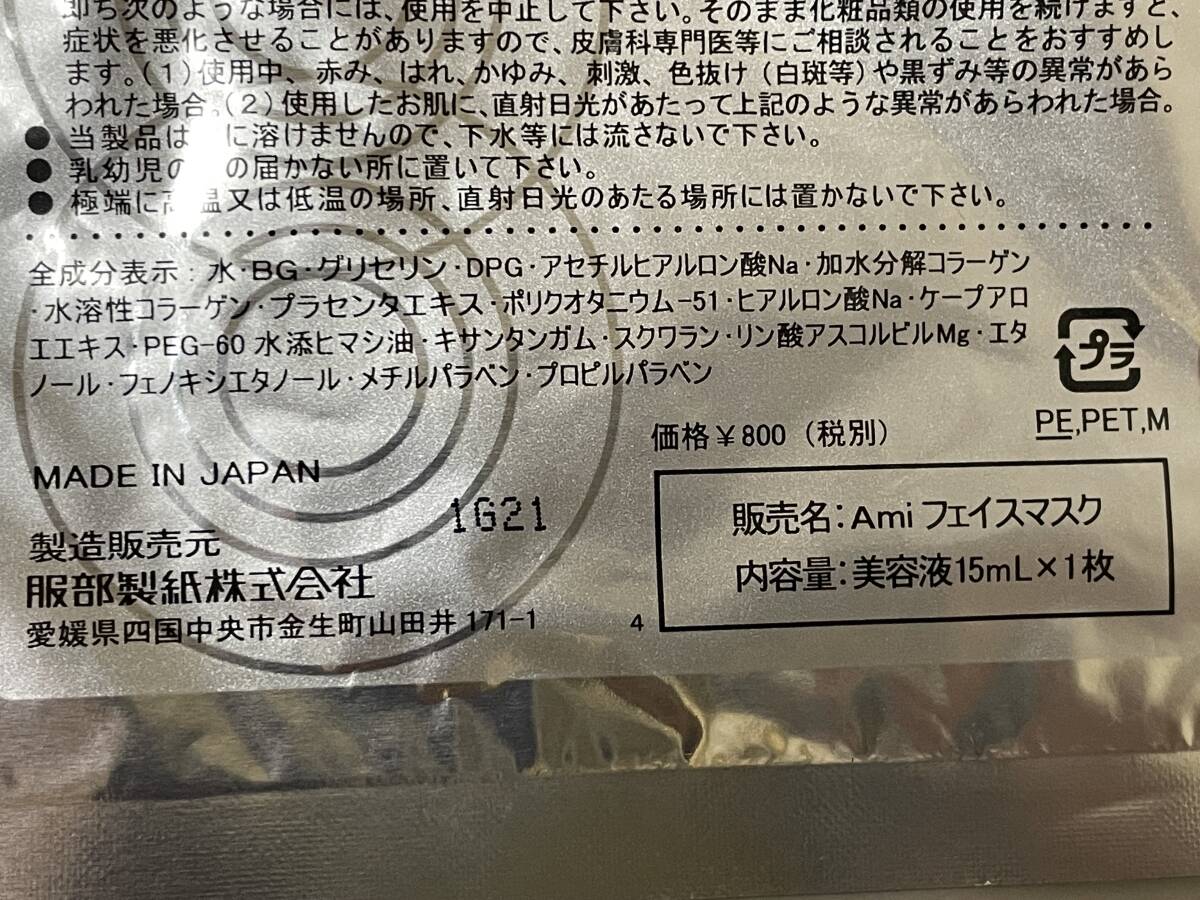 即ち次のような場合には、使用を中止して下さい。そのまま化粧品類の使用を続けますと、
症状を悪化させることがありますので、皮膚科専門医等にご相談されることをおすすめし
ます。(1)使用中、赤み、はれ、かゆみ、刺激、色抜け(白斑等)や黒ずみ等の異常があら
われた場合。(2)使用したお肌に、直射日光があたって上記のような異常があらわれた場合。
● 当製品は に溶けませんので、下水等には流さないで下さい。
● 乳幼児の の届かない所に置いて下さい。
● 極端に高温又は低温の場所、直射日光のあたる場所には置かないで下さい。
全成分表示:水・BG・グリセリン・DPG・アセチルヒアルロン酸Na・加水分解コラーゲン
・水溶性コラーゲン・プラセンタエキス・ポリクオタニウム-51・ヒアルロン酸Na・ケープアロ
エエキス・PEG-60水添ヒマシ油・キサンタンガム・スクワラン・リン酸アスコルビルMg・エタ
ノール・フェノキシエタノール・メチルパラベン・プロピルパラベン
プラ
PE,PET,M
価格¥800(税別)
MADE IN JAPAN
1G21
販売名:Amiフェイスマスク
内容量:美容液15mL×1枚
製造販売元
服部製紙株式会社
愛媛県四国中央市金生町山田井171-1
4